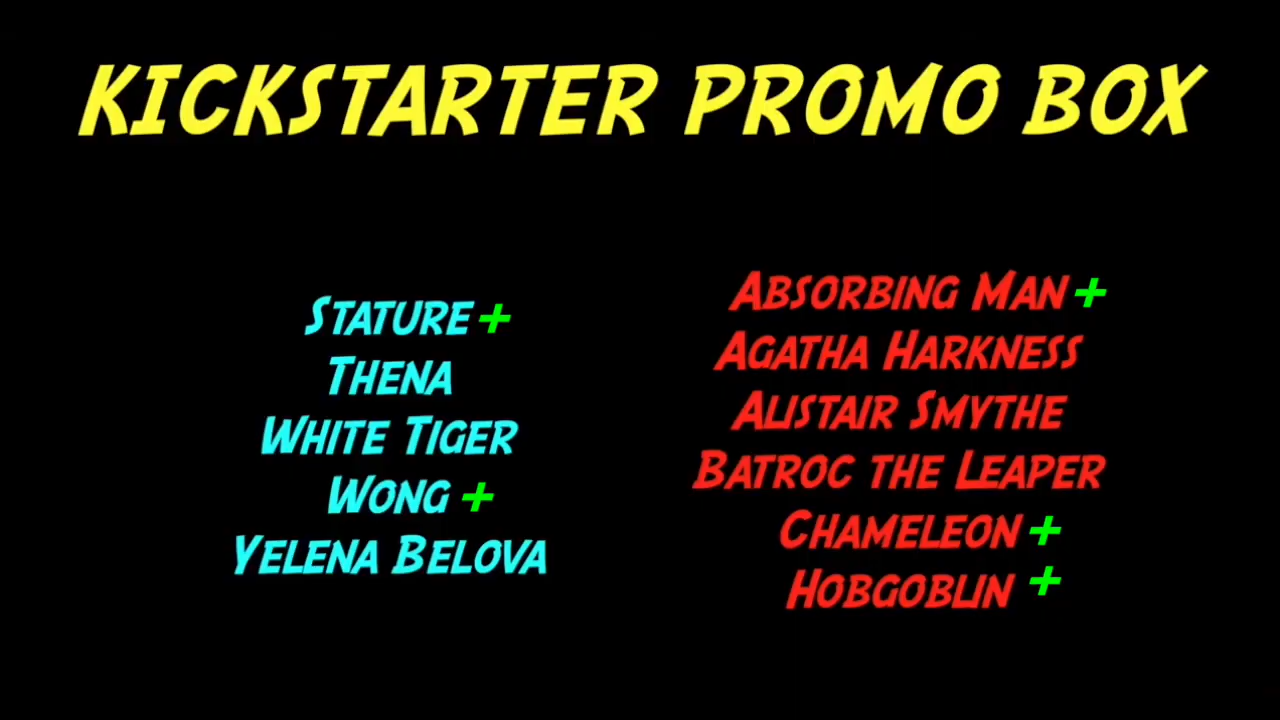 KICKSTARTER PROMO BOX
STATURE +
THENA
WHITE TIGER
WONG +
YELENA BELOVA
ABSORBING MAN +
AGATHA HARKNESS
ALISTAIR SMYTHE
BATROC THE LEAPER
CHAMELEON +
HOBGOBLIN +